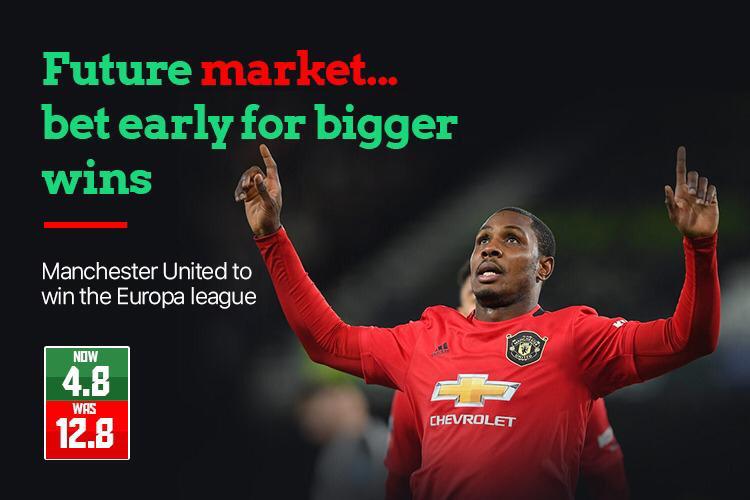 Future market...
bet early for bigger
wins
Manchester United to
win the Europa league
NOW
4.8
WAS
12.8
CHEVROLET